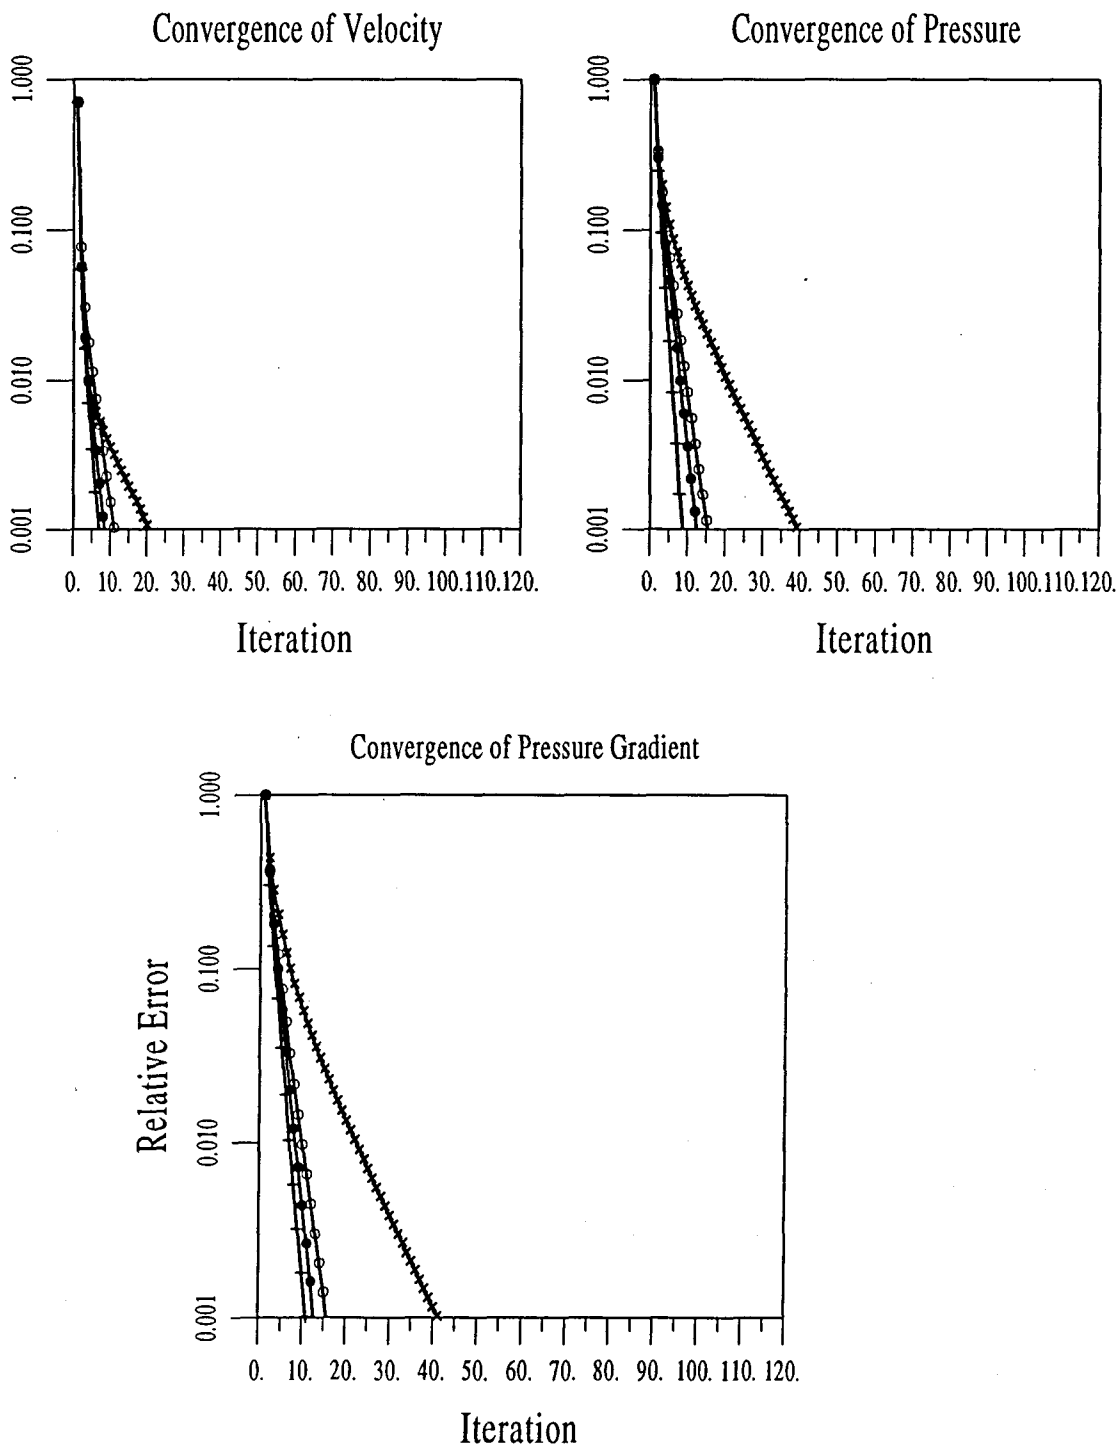 Convergence of Velocity
1.000
0.100
0.010
0.001
0. 10. 20. 30. 40. 50. 60. 70. 80. 90. 100.110.120.
Iteration
Convergence of Pressure
1.000
0.100
0.010
0.001
0. 10. 20. 30. 40. 50. 60. 70. 80. 90. 100.110.120.
Iteration
Convergence of Pressure Gradient
Relative Error
1.000
0.100
0.010
0.001
0. 10. 20. 30. 40. 50. 60. 70. 80. 90. 100. 110. 120.
Iteration